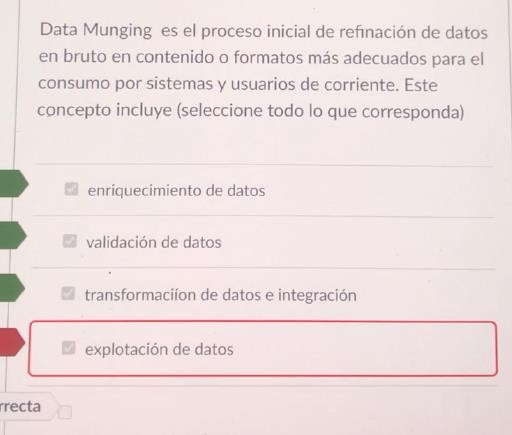 Data Munging es el proceso inicial de refinación de datos
en bruto en contenido o formatos más adecuados para el
consumo por sistemas y usuarios de corriente. Este
concepto incluye (seleccione todo lo que corresponda)
enriquecimiento de datos
validación de datos
transformaciíon de datos e integración
explotación de datos
rrecta